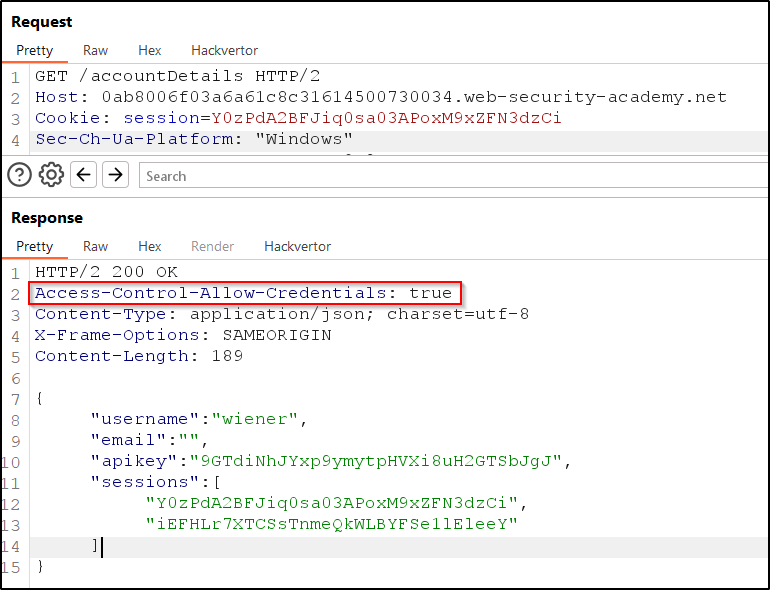 Request
Pretty Raw Hex Hackvertor
1 GET /accountDetails HTTP/2
2 Host: 0ab8006f03a6a61c8c31614500730034.web-security-academy.net
3 Cookie: session=Y0zPdA2BFJiq0sa03APoxM9xZFN3dzCi
4 Sec-Ch-Ua-Platform: "Windows"
Search
Response
Pretty Raw Hex Render Hackvertor
1 HTTP/2 200 OK
2 Access-Control-Allow-Credentials: true
3 Content-Type: application/json; charset=utf-8
4 X-Frame-Options: SAMEORIGIN
5 Content-Length: 189
6
7 {
8 "username":"wiener",
9 "email":"",
10 "apikey":"9GTdiNhJYxp9ymytpHVXi8uH2GTSbJgJ",
11 "sessions":[
12 "Y0zPdA2BFJiq0sa03APoxM9xZFN3dzCi",
13 "iEFHLr7XTCSsTnmeQkWLBYFSe1lEleeY"
14 ]
15 }